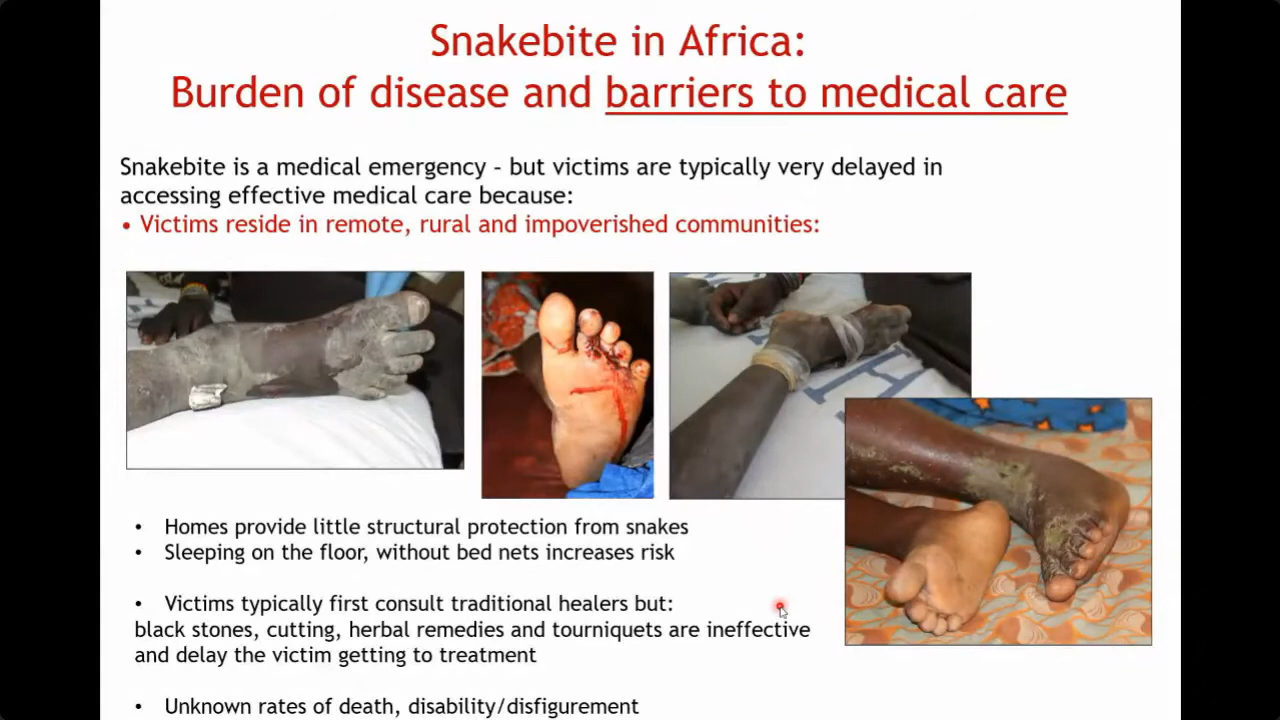 Snakebite in Africa:
Burden of disease and barriers to medical care
Snakebite is a medical emergency - but victims are typically very delayed in
accessing effective medical care because:
• Victims reside in remote, rural and impoverished communities:
• Homes provide little structural protection from snakes
• Sleeping on the floor, without bed nets increases risk
• Victims typically first consult traditional healers but:
black stones, cutting, herbal remedies and tourniquets are ineffective
and delay the victim getting to treatment
• Unknown rates of death, disability/disfigurement